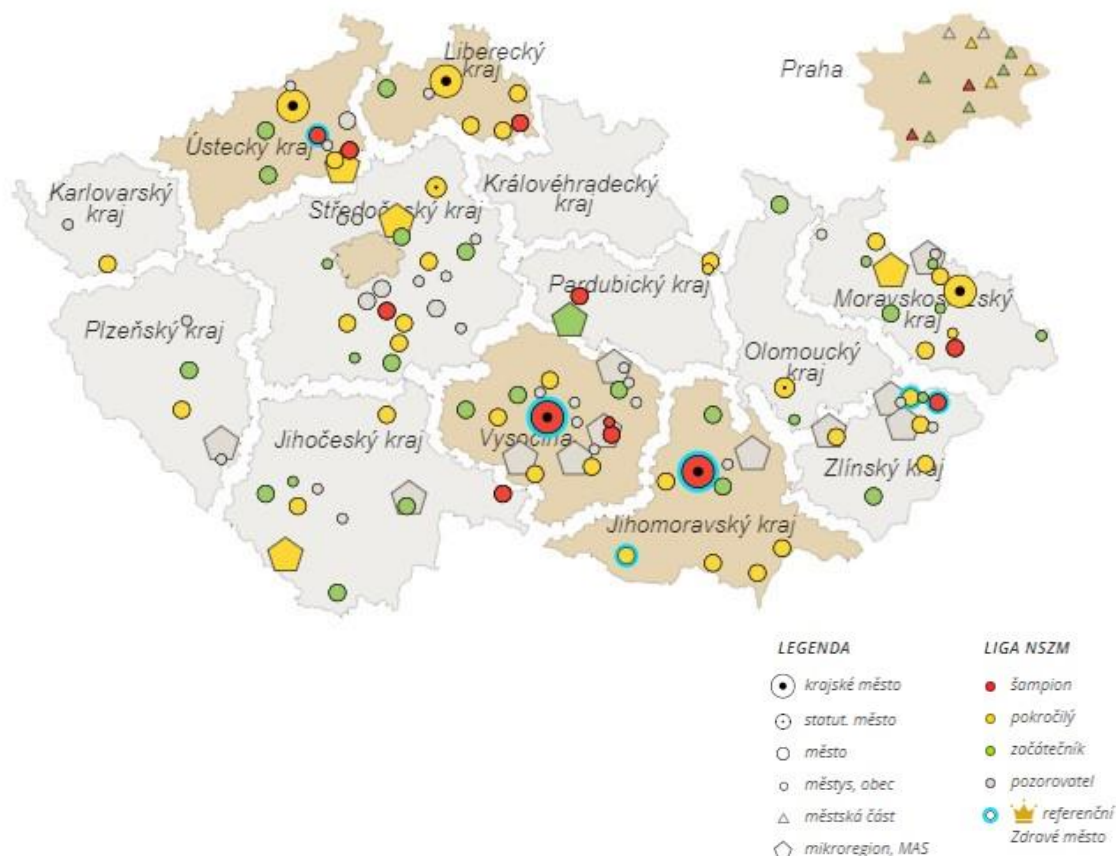 Liberecký
kraj
Praha
Ústecký kraj
Karlovarský
kraj
Královéhradecký
kraj
Středočeský kraj
Pardubický kraj
Moravskoslezský
kraj
Plzeňský kraj
Olomoucký
kraj
Jihočeský kraj
Vysočina
Zlínský kraj
Jihomoravský kraj
LEGENDA
krajské město
statut. město
město
městys, obec
městská část
mikroregion, MAS
LIGA NSZM
šampion
pokročilý
začátečník
pozorovatel
referenční
Zdravé město